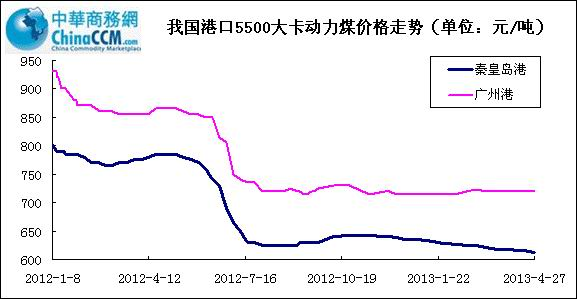 中華商務網
ChinaCCM.com
China Commodity Marketplace
我国港口5500大卡动力煤价格走势（单位：元/吨）
秦皇岛港
广州港
950
900
850
800
750
700
650
600
2012-1-8 2012-4-12 2012-7-16 2012-10-19 2013-1-22 2013-4-27